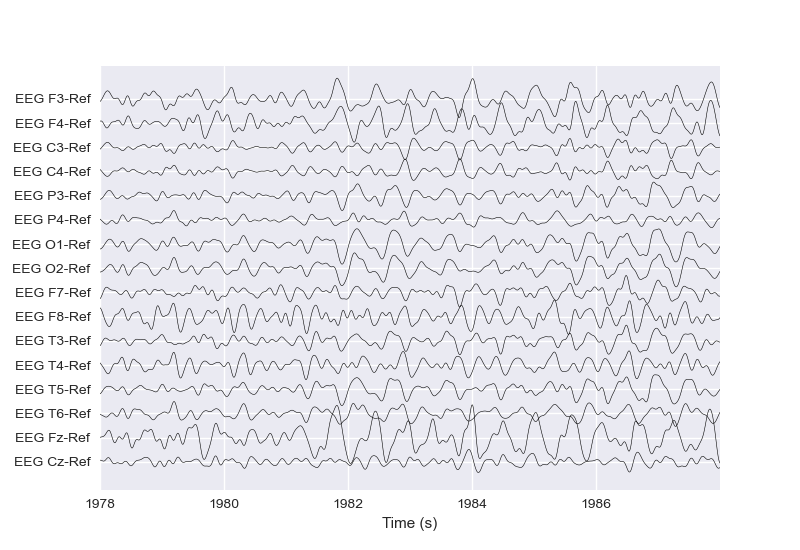 EEG F3-Ref
EEG F4-Ref
EEG C3-Ref
EEG C4-Ref
EEG P3-Ref
EEG P4-Ref
EEG O1-Ref
EEG O2-Ref
EEG F7-Ref
EEG F8-Ref
EEG T3-Ref
EEG T4-Ref
EEG T5-Ref
EEG T6-Ref
EEG Fz-Ref
EEG Cz-Ref
1978 1980 1982 1984 1986
Time (s)